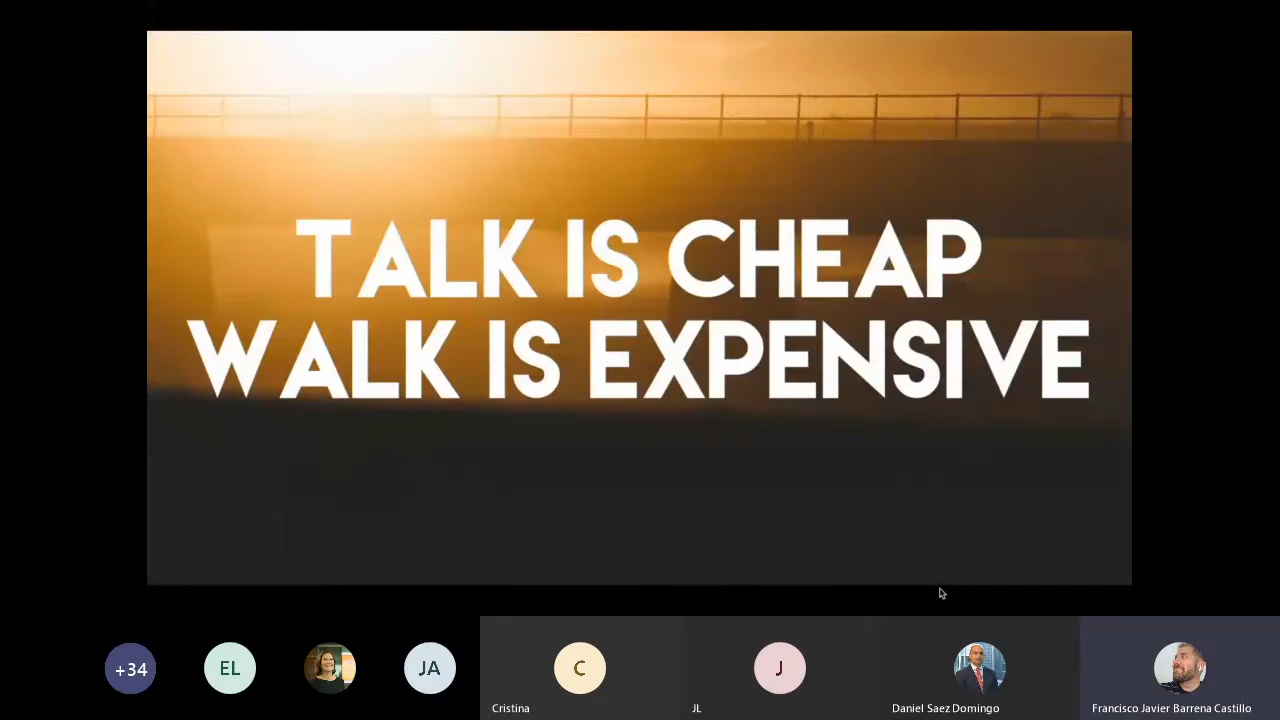 TALK IS CHEAP
WALK IS EXPENSIVE
+34
EL
JA
C
J
Cristina
JL
Daniel Saez Domingo
Francisco Javier Barrena Castillo